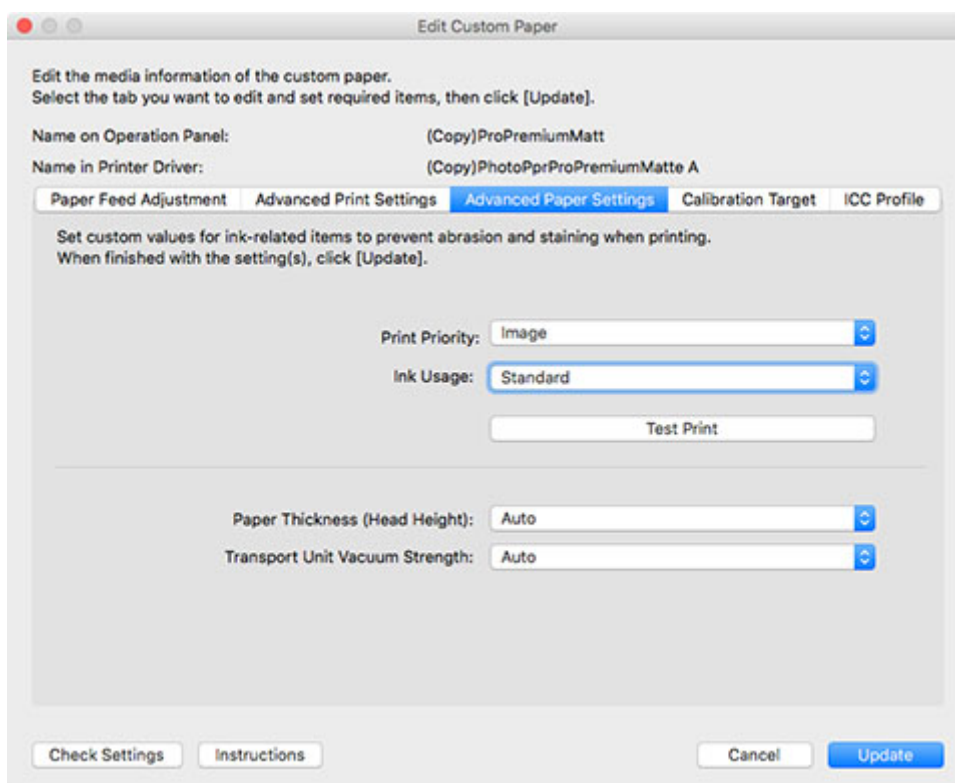 Edit Custom Paper
Edit the media information of the custom paper.
Select the tab you want to edit and set required items, then click [Update].
Name on Operation Panel: (Copy)ProPremiumMatt
Name in Printer Driver: (Copy)PhotoPprProPremiumMatte A
Paper Feed Adjustment Advanced Print Settings Advanced Paper Settings Calibration Target ICC Profile
Set custom values for ink-related items to prevent abrasion and staining when printing.
When finished with the setting(s), click [Update].
Print Priority: Image
Ink Usage: Standard
Test Print
Paper Thickness (Head Height): Auto
Transport Unit Vacuum Strength: Auto
Check Settings Instructions Cancel Update